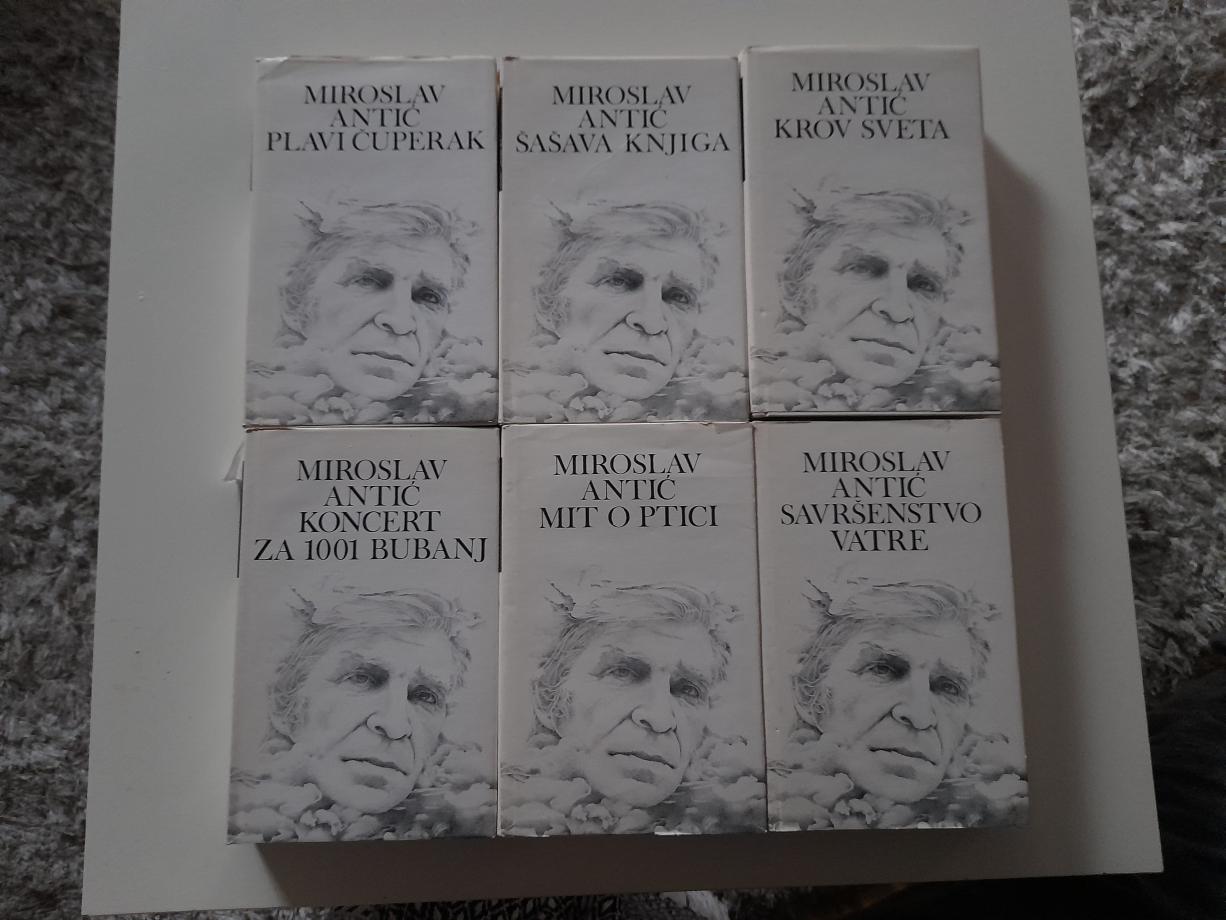 MIROSLAV
ANTIĆ
PLAVI ČUPERAK
MIROSLAV
ANTIĆ
ŠAŠAVA KNJIGA
MIROSLAV
ANTIĆ
KROV SVETA
MIROSLAV
ANTIĆ
KONCERT
ZA 1001 BUBANJ
MIROSLAV
ANTIĆ
MIT O PTICI
MIROSLAV
ANTIĆ
SAVRŠENSTVO
VATRE